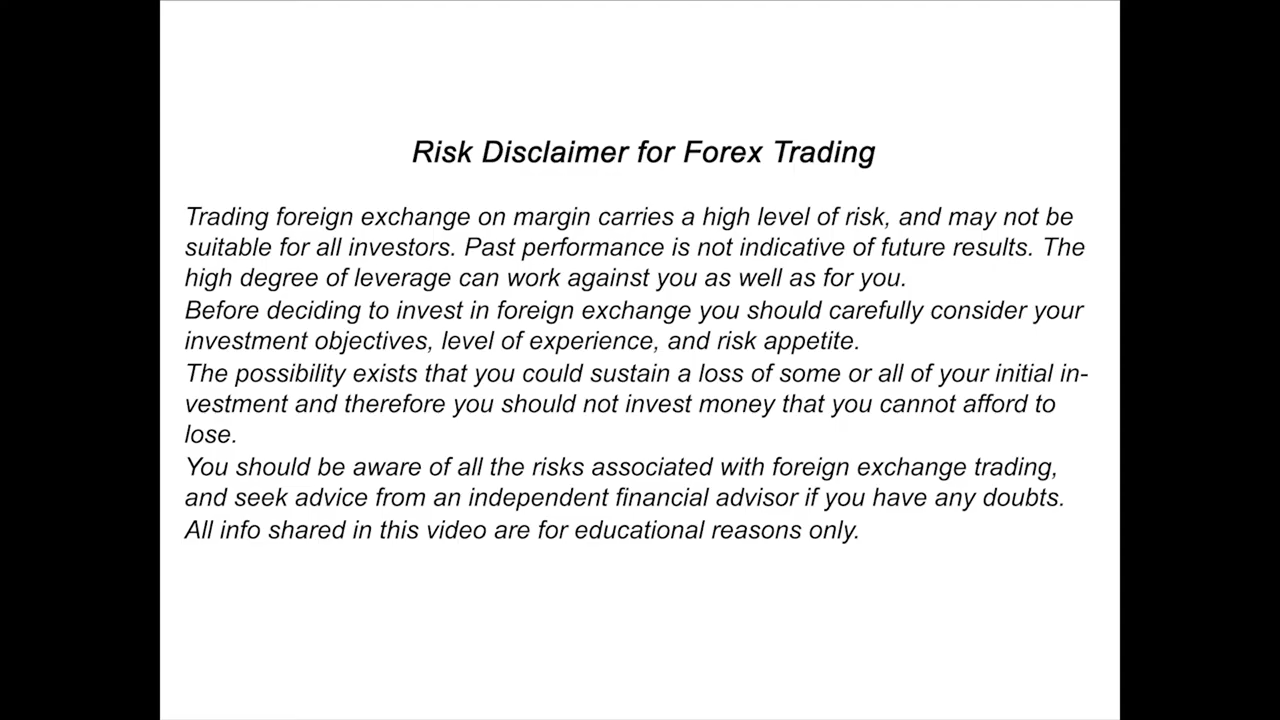 Risk Disclaimer for Forex Trading
Trading foreign exchange on margin carries a high level of risk, and may not be
suitable for all investors. Past performance is not indicative of future results. The
high degree of leverage can work against you as well as for you.
Before deciding to invest in foreign exchange you should carefully consider your
investment objectives, level of experience, and risk appetite.
The possibility exists that you could sustain a loss of some or all of your initial in-
vestment and therefore you should not invest money that you cannot afford to
lose.
You should be aware of all the risks associated with foreign exchange trading,
and seek advice from an independent financial advisor if you have any doubts.
All info shared in this video are for educational reasons only.